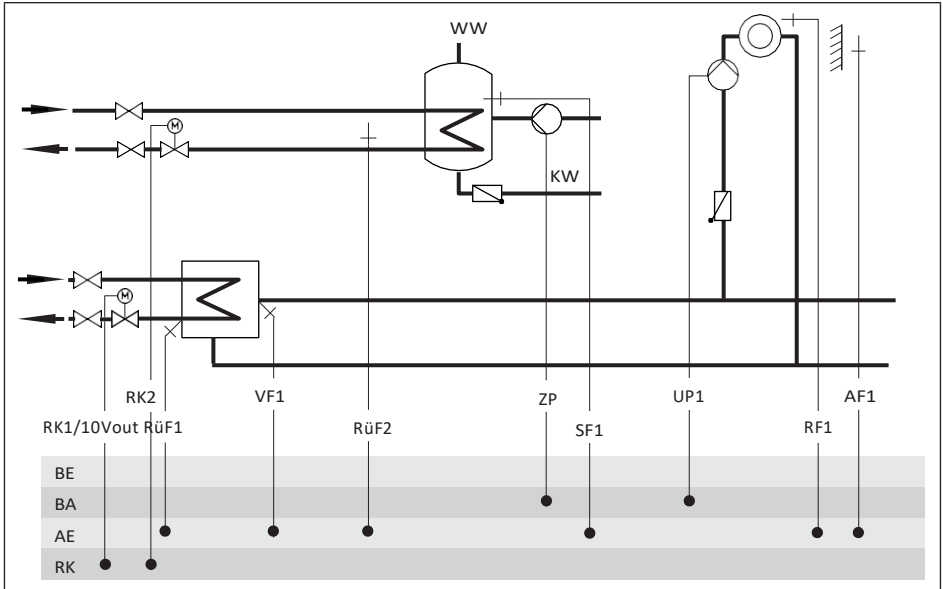 WW
M
KW
M
RK2 VF1 ZP UP1 AF1
RK1/10Vout RüF1 RüF2 SF1 RF1
BE
BA
AE
RK